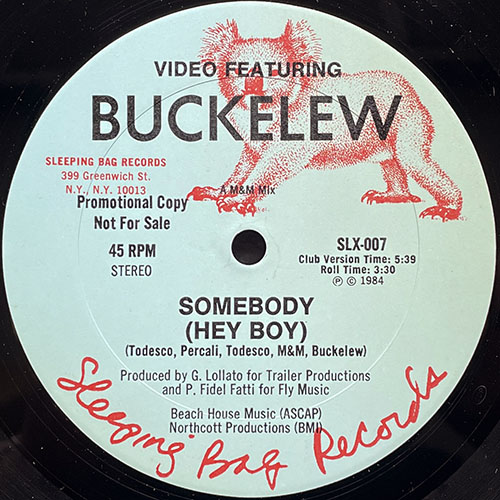 VIDEO FEATURING
BUCKELEW
SLEEPING BAG RECORDS
399 Greenwich St.
N.Y., N.Y. 10013
A M&M Mix
Promotional Copy
Not For Sale
45 RPM
STEREO
SLX-007
Club Version Time: 5:39
Roll Time: 3:30
Ⓟ © 1984
SOMEBODY
(HEY BOY)
(Todesco, Percali, Todesco, M&M, Buckelew)
Produced by G. Lollato for Trailer Productions
and P. Fidel Fatti for Fly Music
Beach House Music (ASCAP)
Northcott Productions (BMI)
Sleeping Bag Records